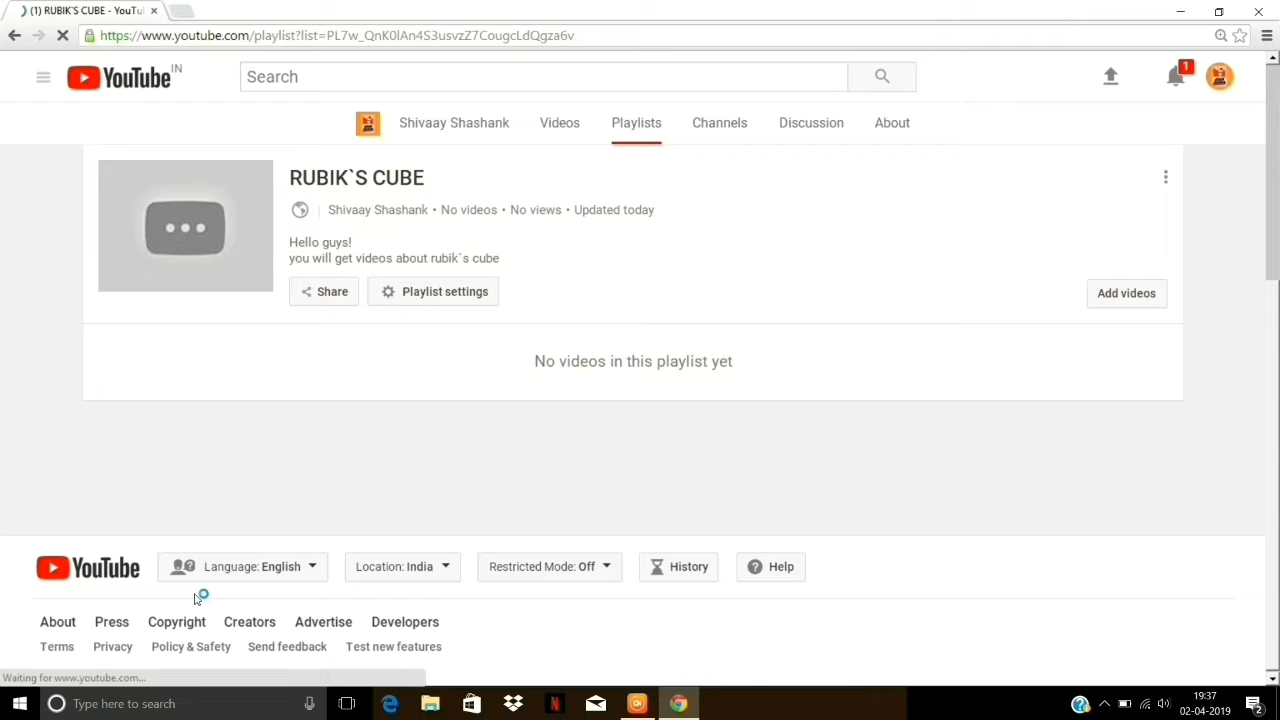 (1) RUBIK'S CUBE - YouTu
https://www.youtube.com/playlist?list=PL7w_QnK0lAn4S3usvzZ7CougcLdQgza6v
YouTube IN
Search
1
Shivaay Shashank
Videos
Playlists
Channels
Discussion
About
RUBIK`S CUBE
Shivaay Shashank • No videos • No views • Updated today
Hello guys!
you will get videos about rubik`s cube
Share
Playlist settings
Add videos
No videos in this playlist yet
YouTube
Language: English
Location: India
Restricted Mode: Off
History
Help
About Press Copyright Creators Advertise Developers
Terms Privacy Policy & Safety Send feedback Test new features
Waiting for www.youtube.com...
Type here to search
19:37
02-04-2019
2